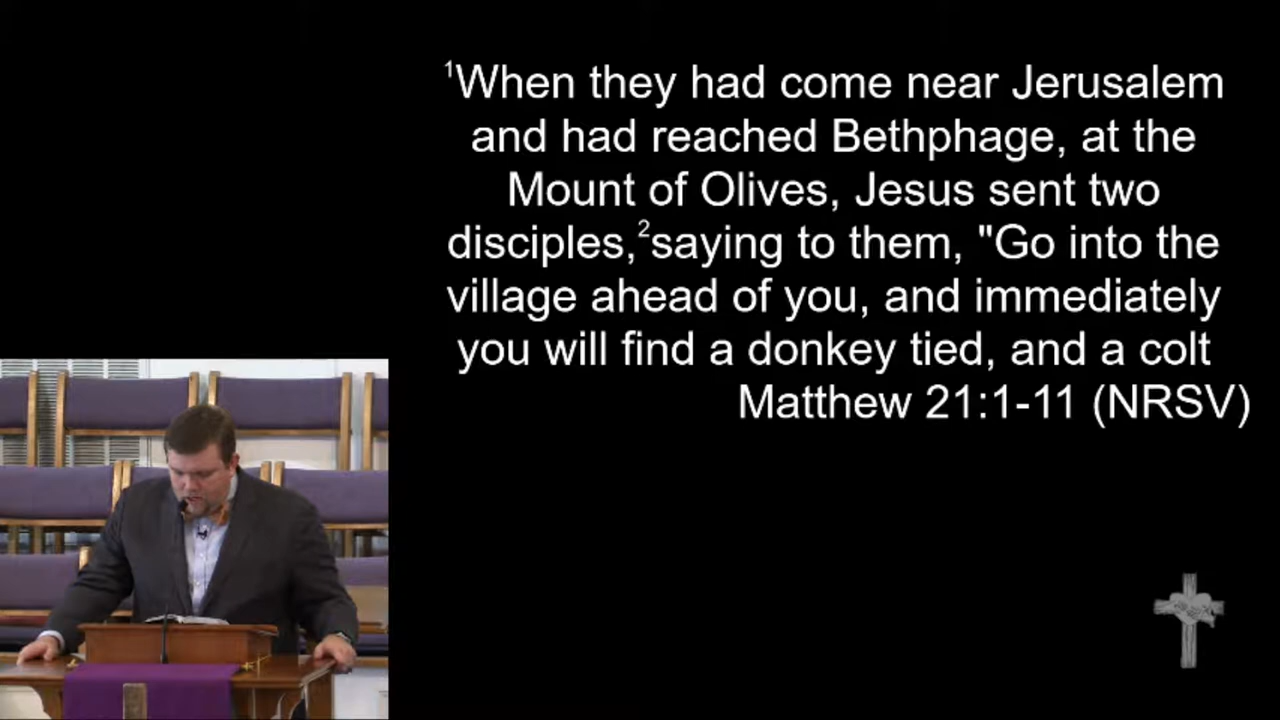 ¹When they had come near Jerusalem
and had reached Bethphage, at the
Mount of Olives, Jesus sent two
disciples,²saying to them, "Go into the
village ahead of you, and immediately
you will find a donkey tied, and a colt
Matthew 21:1-11 (NRSV)